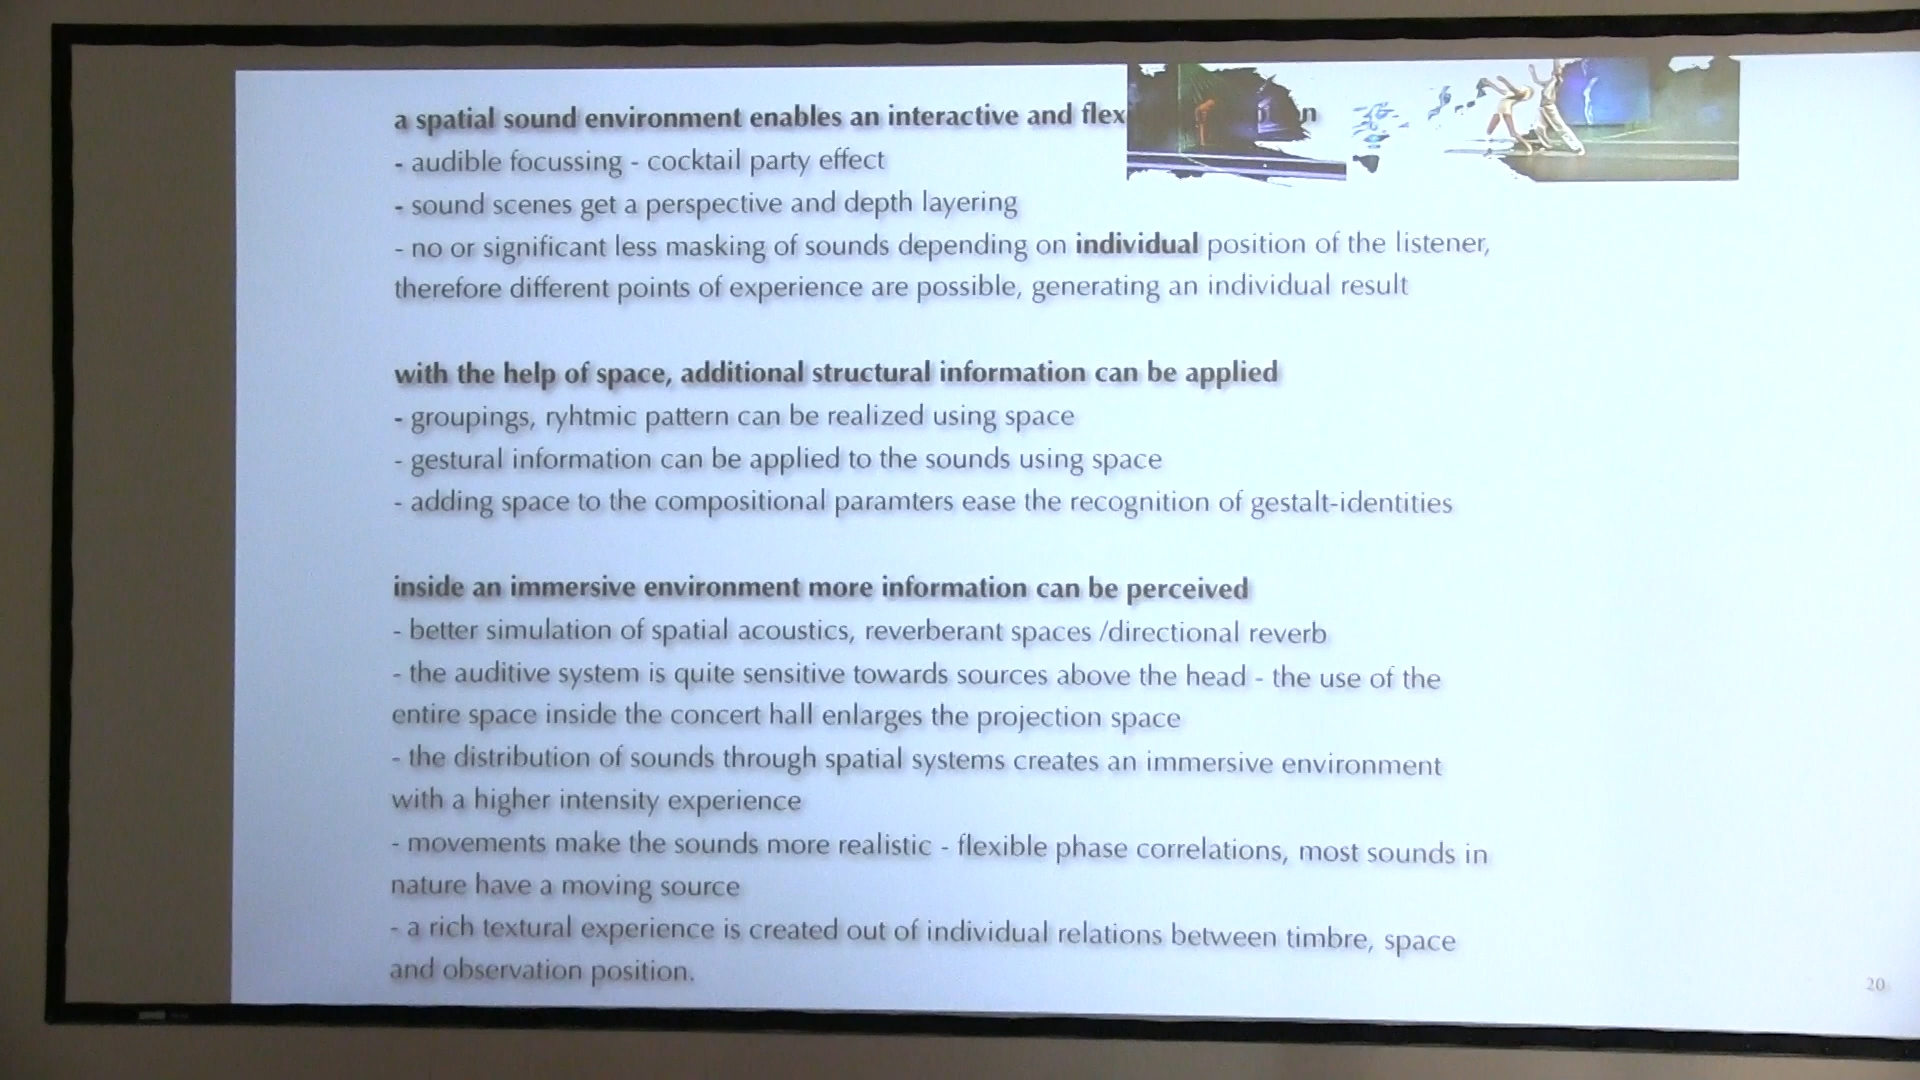 a spatial sound environment enables an interactive and flex
- audible focussing - cocktail party effect
- sound scenes get a perspective and depth layering
- no or significant less masking of sounds depending on individual position of the listener,
therefore different points of experience are possible, generating an individual result
with the help of space, additional structural information can be applied
- groupings, ryhtmic pattern can be realized using space
- gestural information can be applied to the sounds using space
- adding space to the compositional paramters ease the recognition of gestalt-identities
inside an immersive environment more information can be perceived
- better simulation of spatial acoustics, reverberant spaces /directional reverb
- the auditive system is quite sensitive towards sources above the head - the use of the
entire space inside the concert hall enlarges the projection space
- the distribution of sounds through spatial systems creates an immersive environment
with a higher intensity experience
- movements make the sounds more realistic - flexible phase correlations, most sounds in
nature have a moving source
- a rich textural experience is created out of individual relations between timbre, space
and observation position.
20